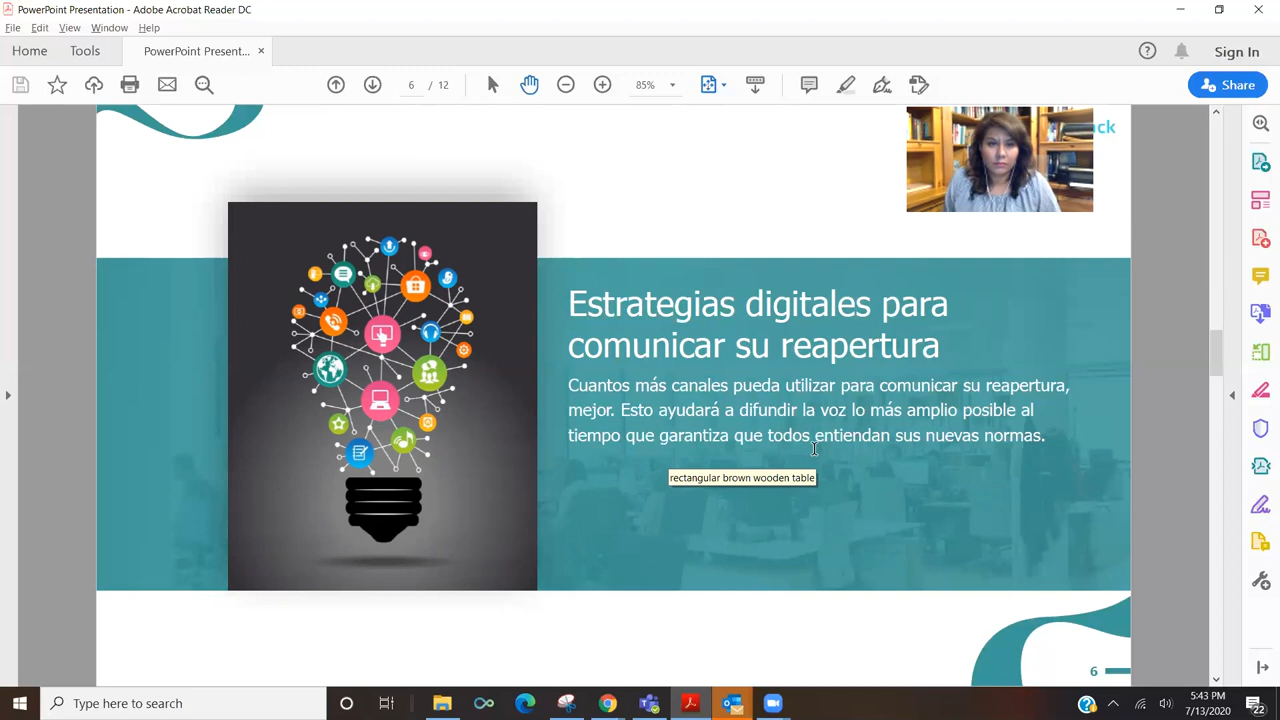 PowerPoint Presentation - Adobe Acrobat Reader DC
File Edit View Window Help
Home Tools PowerPoint Present... × Sign In
6 / 12 85% Share
ck
Estrategias digitales para
comunicar su reapertura
Cuantos más canales pueda utilizar para comunicar su reapertura,
mejor. Esto ayudará a difundir la voz lo más amplio posible al
tiempo que garantiza que todos entiendan sus nuevas normas.
rectangular brown wooden table
6
Type here to search
5:43 PM
7/13/2020
22